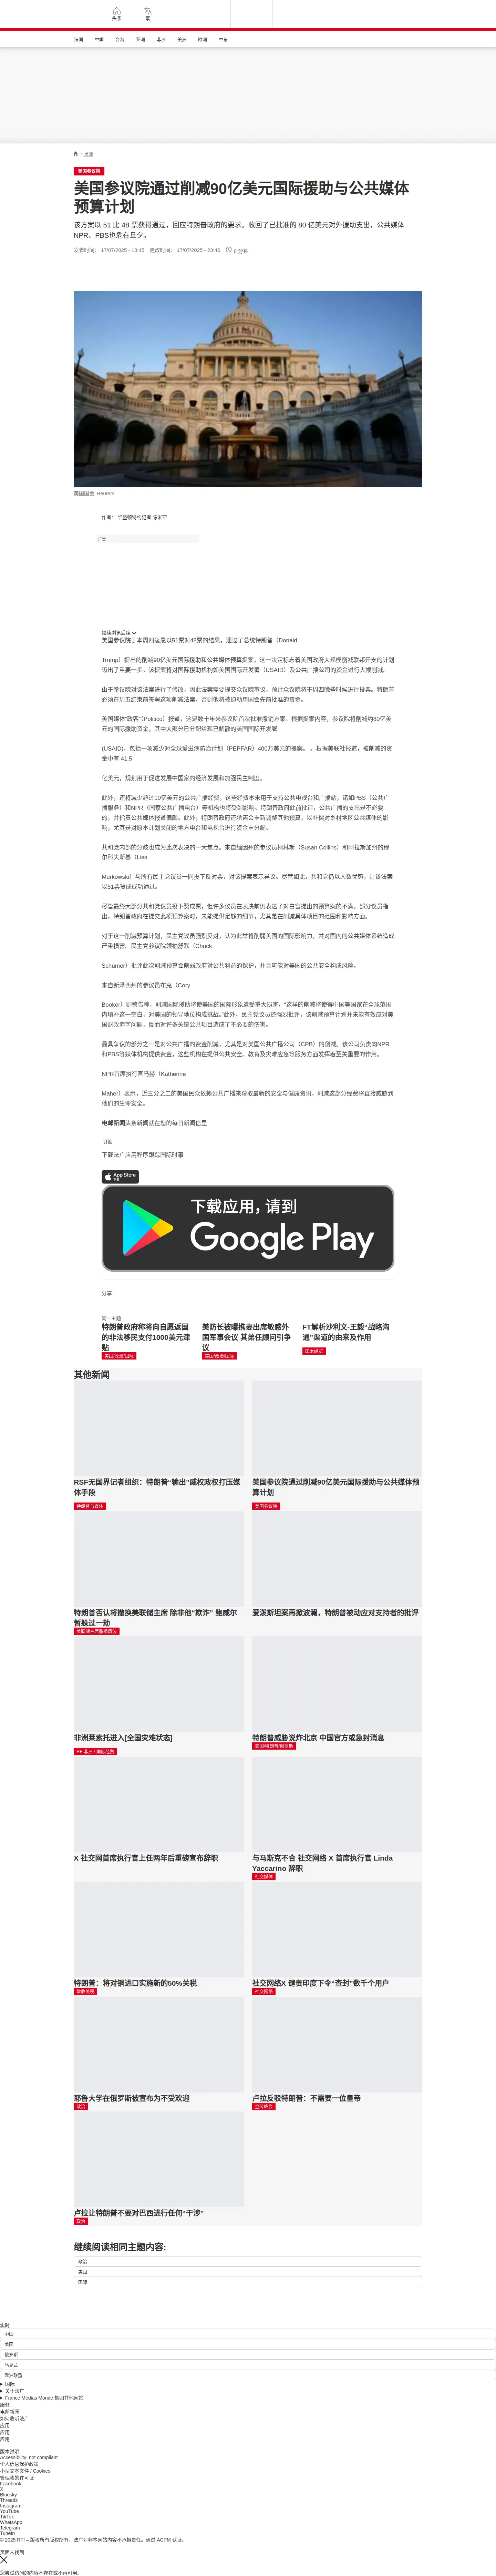 头条
繁
法国
中国
台海
亚洲
非洲
美洲
欧洲
中东
/ 美洲
美国参议院
美国参议院通过削减90亿美元国际援助与公共媒体
预算计划
该方案以 51 比 48 票获得通过，回应特朗普政府的要求。收回了已批准的 80 亿美元对外援助支出，公共媒体
NPR、PBS也危在旦夕。
发表时间： 17/07/2025 - 18:45 更改时间： 17/07/2025 - 23:46 8 分钟
美国国会 Reuters
作者： 华盛顿特约记者 陈米宜
广告
继续浏览后续
美国参议院于本周四凌晨以51票对48票的结果，通过了总统特朗普（Donald
Trump）提出的削减90亿美元国际援助和公共媒体预算提案。这一决定标志着美国政府大规模削减联邦开支的计划
迈出了重要一步。该提案将对国际援助机构如美国国际开发署（USAID）及公共广播公司的资金进行大幅削减。
由于参议院对该法案进行了修改，因此法案需要提交众议院审议，预计众议院将于周四晚些时候进行投票。特朗普
必须在周五结束前签署这项削减法案，否则他将被迫动用国会先前批准的资金。
美国媒体“政客”（Politico）报道，这是数十年来参议院首次批准撤销方案。根据提案内容，参议院将削减约80亿美
元的国际援助资金，其中大部分已分配给现已解散的美国国际开发署
(USAID)，包括一项减少对全球爱滋病防治计划（PEPFAR）400万美元的提案。 。根据美联社报道，被削减的资
金中有 41.5
亿美元，规划用于促进发展中国家的经济发展和加强民主制度。
此外，还将减少超过10亿美元的公共广播经费，这些经费本来用于支持公共电视台和广播站，诸如PBS（公共广
播服务）和NPR（国家公共广播电台）等机构也将受到影响。特朗普政府此前批评，公共广播的支出是不必要
的，并指责公共媒体报道偏颇。此外，特朗普政府还承诺会重新调整其他预算，以补偿对乡村地区公共媒体的影
响，尤其是对原本计划关闭的地方电台和电视台进行资金重新分配。
共和党内部的分歧也成为此次表决的一大焦点。来自缅因州的参议员柯林斯（Susan Collins）和阿拉斯加州的穆
尔科夫斯基（Lisa
Murkowski）与所有民主党议员一同投下反对票，对该提案表示异议。尽管如此，共和党仍以人数优势，让该法案
以51票赞成成功通过。
尽管最终大部分共和党议员投下赞成票，但许多议员在表决前仍表达了对白宫提出的预算案的不满。部分议员指
出，特朗普政府在提交此项预算案时，未能提供足够的细节，尤其是在削减具体项目的范围和影响方面。
对于这一削减预算计划，民主党议员强烈反对，认为此举将削弱美国的国际影响力，并对国内的公共媒体系统造成
严重损害。民主党参议院领袖舒默（Chuck
Schumer）批评此次削减预算会削弱政府对公共利益的保护，并且可能对美国的公共安全构成风险。
来自新泽西州的参议员布克（Cory
Booker）则警告称，削减国际援助将使美国的国际形象遭受重大损害，“这样的削减将使得中国等国家在全球范围
内填补这一空白，对美国的领导地位构成挑战。”此外，民主党议员还强烈批评，该削减预算计划并未能有效应对美
国财政赤字问题，反而对许多关键公共项目造成了不必要的伤害。
最具争议的部分之一是对公共广播的资金削减，尤其是对美国公共广播公司（CPB）的削减。该公司负责向NPR
和PBS等媒体机构提供资金，这些机构在提供公共安全、教育及灾难应急等服务方面发挥着至关重要的作用。
NPR首席执行官马赫（Katherine
Maher）表示，近三分之二的美国民众依赖公共广播来获取最新的安全与健康资讯，削减这部分经费将直接威胁到
他们的生命安全。
电邮新闻头条新闻就在您的每日新闻信里
订阅
下载法广应用程序跟踪国际时事
App Store
下载
下载应用，请到
Google Play
分享 :
同一主题
特朗普政府称将向自愿返国
的非法移民支付1000美元津
贴
美国/政治/国际
美防长被曝携妻出席敏感外
国军事会议 其弟任顾问引争
议
美国/政治/国际
FT解析沙利文-王毅“战略沟
通”渠道的由来及作用
印太纵览
其他新闻
RSF无国界记者组织：特朗普“输出”威权政权打压媒
体手段
特朗普与媒体
美国参议院通过削减90亿美元国际援助与公共媒体预
算计划
美国参议院
特朗普否认将撤换美联储主席 除非他“欺诈” 鲍威尔
暂躲过一劫
美联储主席撤换风波
爱泼斯坦案再掀波澜，特朗普被动应对支持者的批评
非洲莱索托进入[全国灾难状态]
RFI非洲 / 国际经贸
特朗普威胁说炸北京 中国官方或急封消息
美国/特朗普/俄罗斯
X 社交网首席执行官上任两年后重磅宣布辞职
与马斯克不合 社交网络 X 首席执行官 Linda
Yaccarino 辞职
社交媒体
特朗普：将对铜进口实施新的50%关税
增收关税
社交网络X 谴责印度下令“查封”数千个用户
社交网络
耶鲁大学在俄罗斯被宣布为不受欢迎
政治
卢拉反驳特朗普：不需要一位皇帝
金砖峰会
卢拉让特朗普不要对巴西进行任何“干涉”
政治
继续阅读相同主题内容:
政治
美国
国际
实时
中国
美国
俄罗斯
乌克兰
欧洲联盟
国际
关于法广
France Médias Monde 集团其他网站
服务
电邮新闻
如何收听法广
应用
应用
应用
版本说明
Accessibility: not compliant
个人信息保护政策
小型文本文件 / Cookies
管理我的许可证
Facebook
X
Bluesky
Threads
Instagram
YouTube
TikTok
WhatsApp
Telegram
TuneIn
© 2025 RFI – 版权所有版权所有。法广对非本网站内容不承担责任。通过 ACPM 认证。
页面未找到
您尝试访问的内容不存在或不再可用。